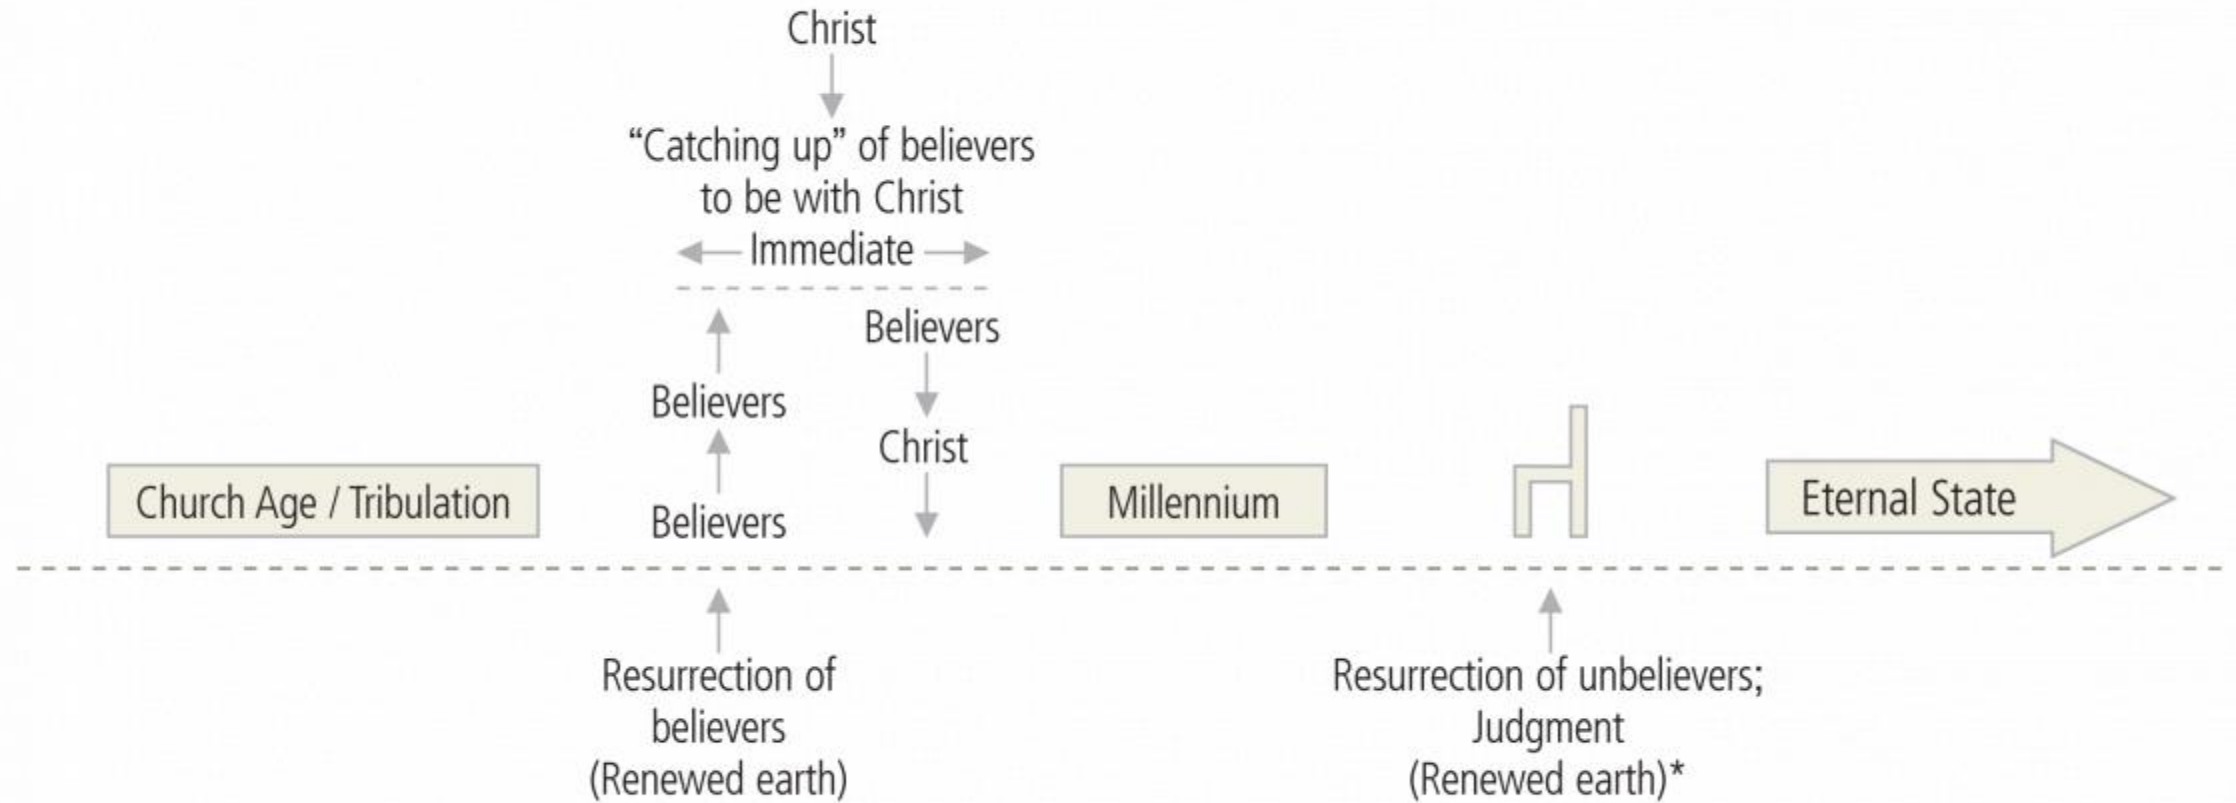 Christ
“Catching up” of believers
to be with Christ
Immediate
Believers
Believers
Christ
Church Age / Tribulation
Believers
Millennium
Eternal State
Resurrection of
believers
(Renewed earth)
Resurrection of unbelievers;
Judgment
(Renewed earth)*